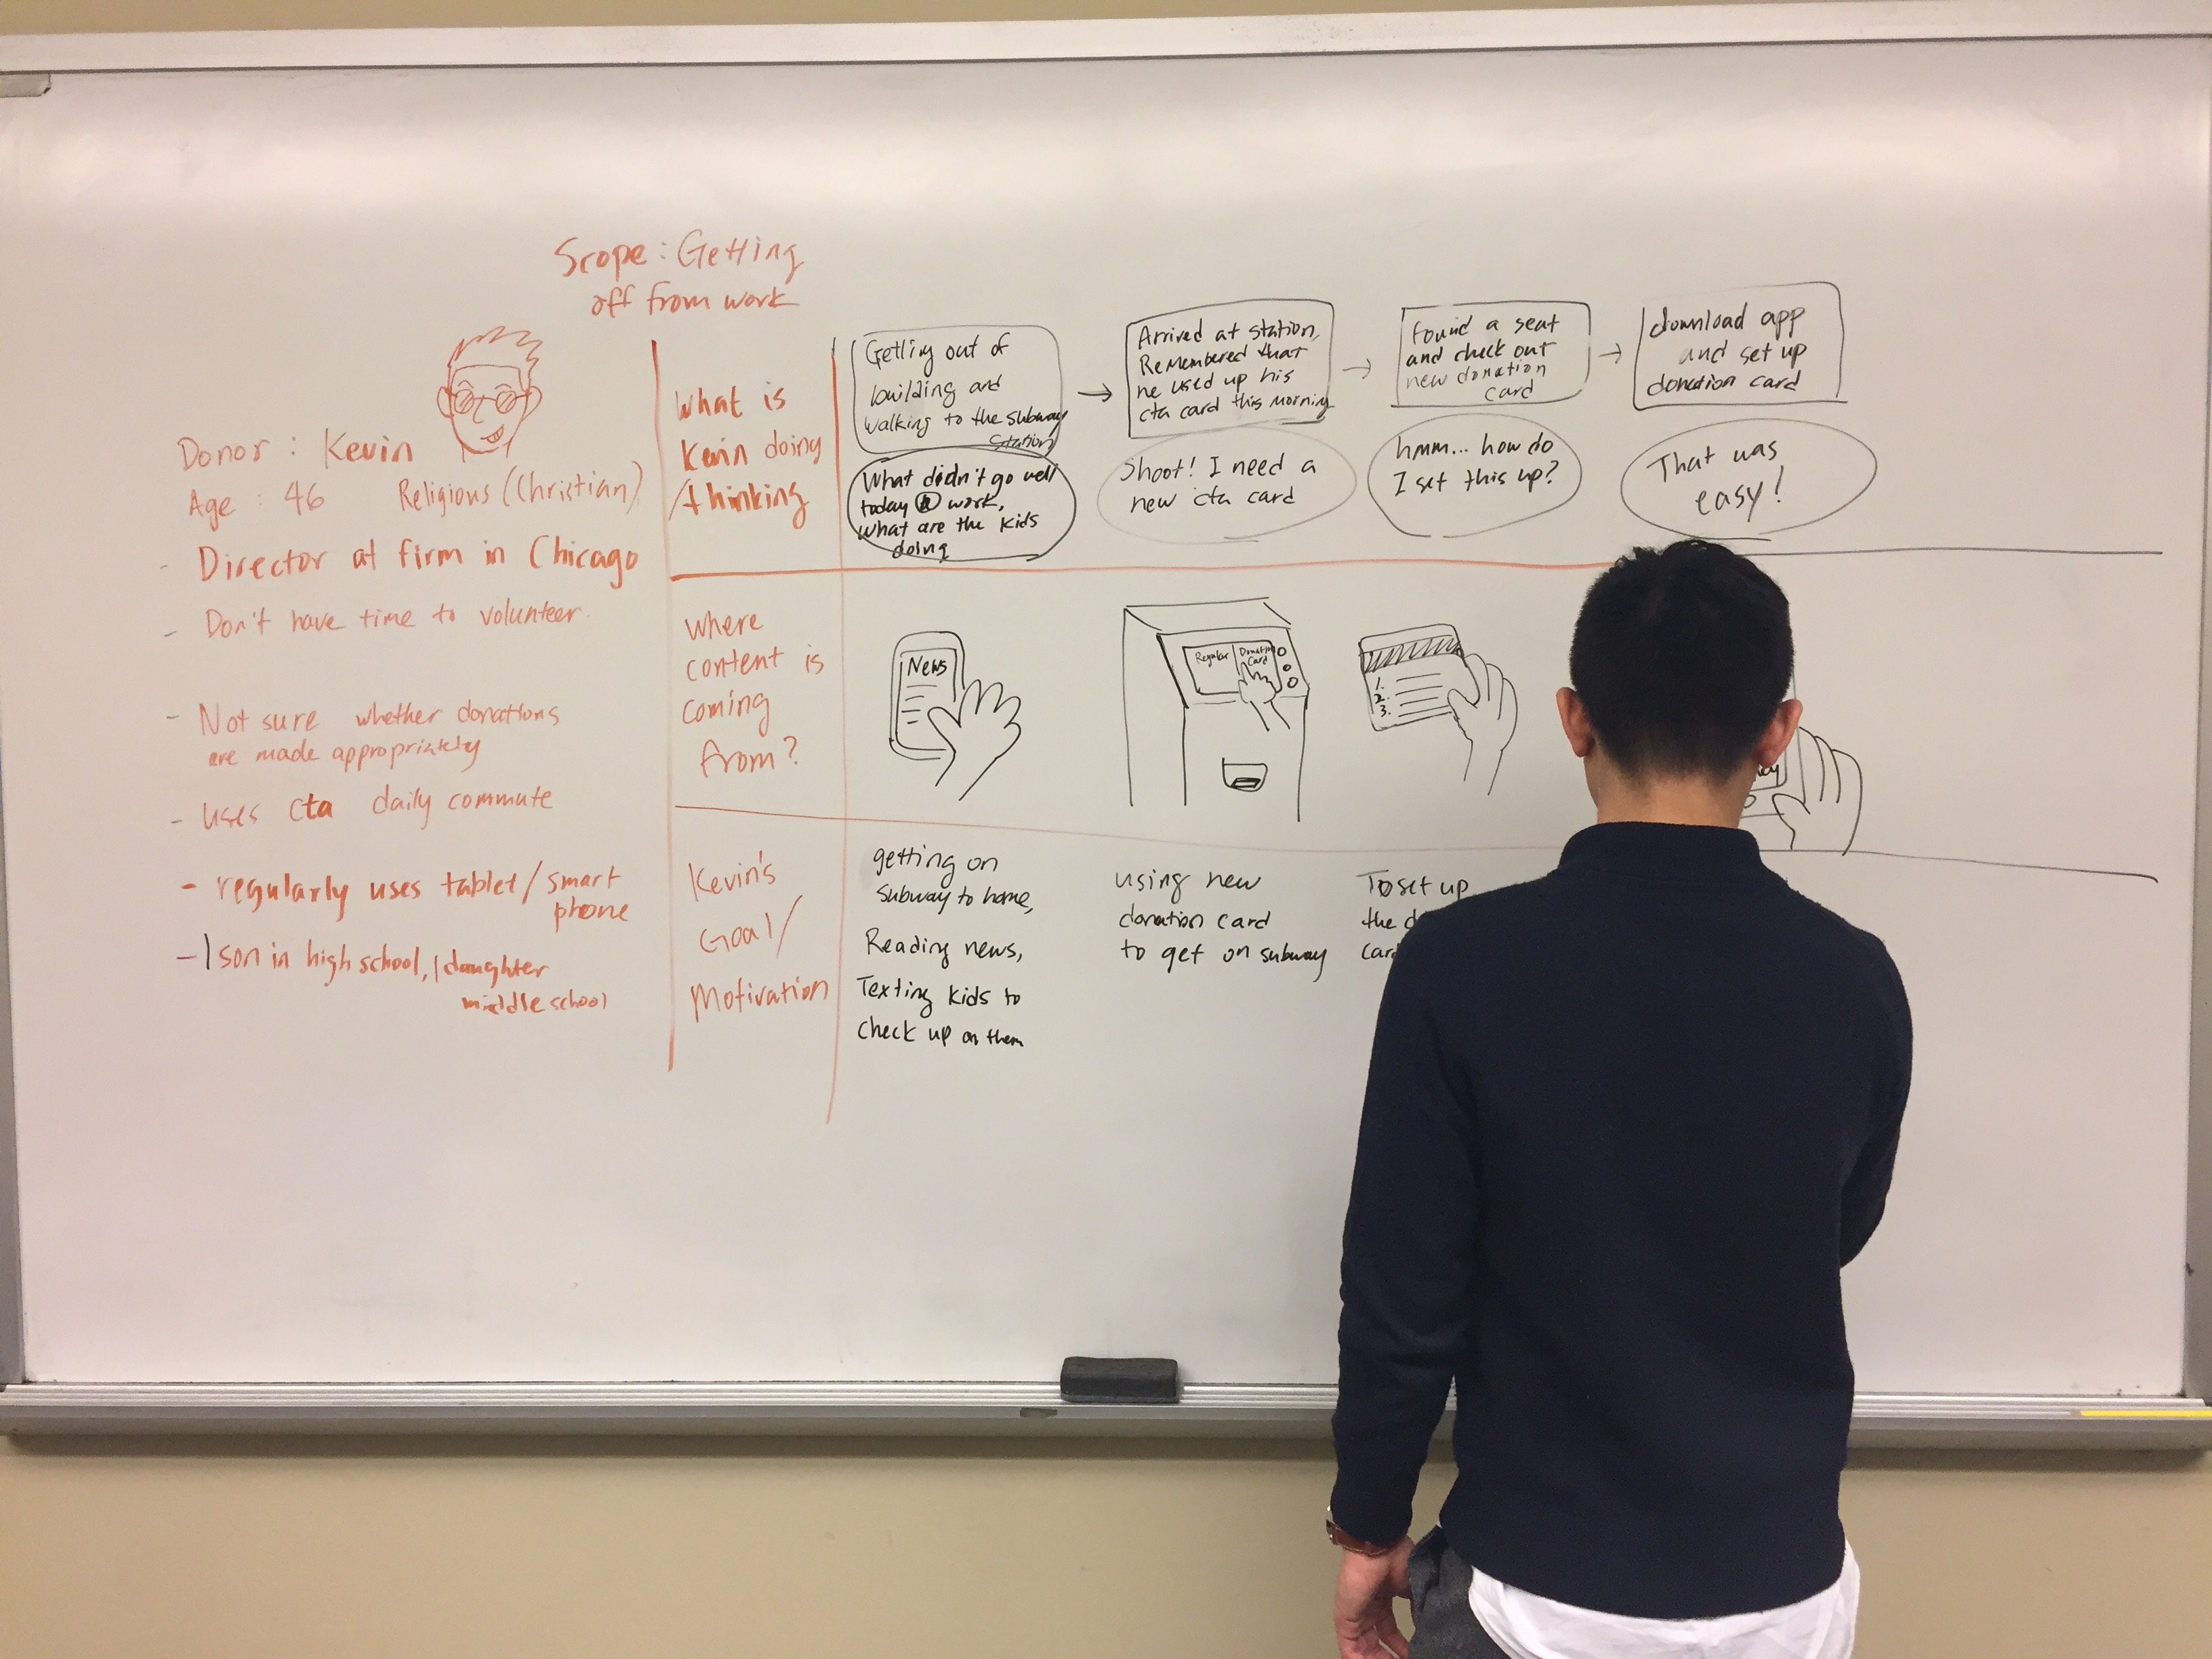 Scope: Getting
off from work
Donor: Kevin
Age: 46 Religious (Christian)
- Director at firm in Chicago
- Don't have time to volunteer.
- Not sure whether donations
are made appropriately
- uses cta daily commute
- regularly uses tablet/smart
phone
- 1 son in high school, 1 daughter
middle school
What is
Kevin doing
/thinking
Getting out of
building and
walking to the subway
station
Arrived at station,
Remembered that
he used up his
cta card this morning
found a seat
and check out
new donation
card
download app
and set up
donation card
What didn't go well
today @ work,
What are the kids
doing
Shoot! I need a
new cta card
hmm... how do
I set this up?
That was
easy!
Where
content is
coming
from?
News
Regular
Donation
Card
1.
2.
3.
Kevin's
Goal/
Motivation
getting on
subway to home,
Reading news,
Texting kids to
check up on them
using new
donation card
to get on subway
To set up
the